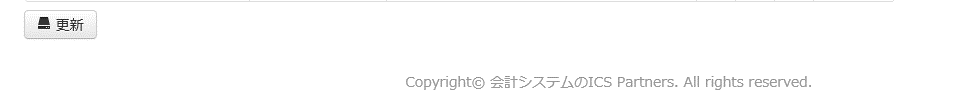 更新
Copyright© 会計システムのICS Partners. All rights reserved.